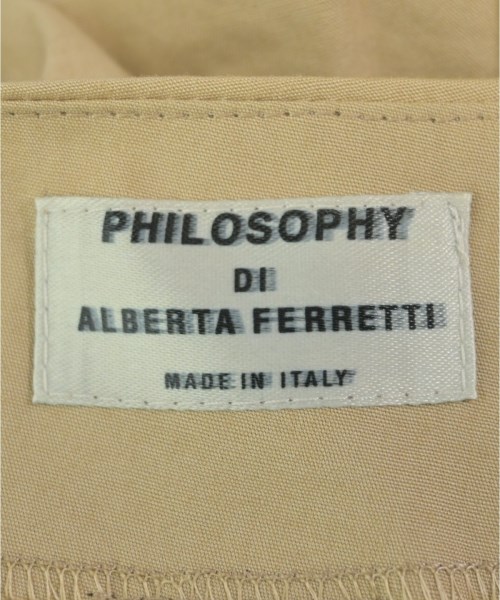 PHILOSOPHY
DI
ALBERTA FERRETTI
MADE IN ITALY